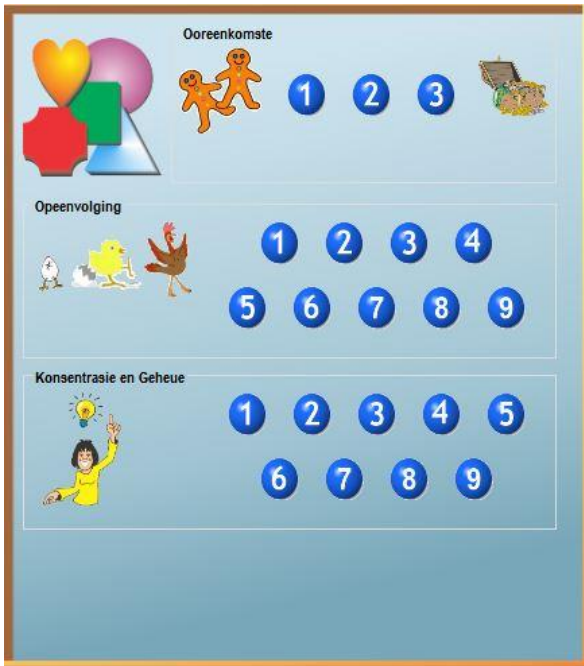 Ooreenkomste
1 2 3
Opeenvolging
1 2 3 4
5 6 7 8 9
Konsentrasie en Geheue
1 2 3 4 5
6 7 8 9